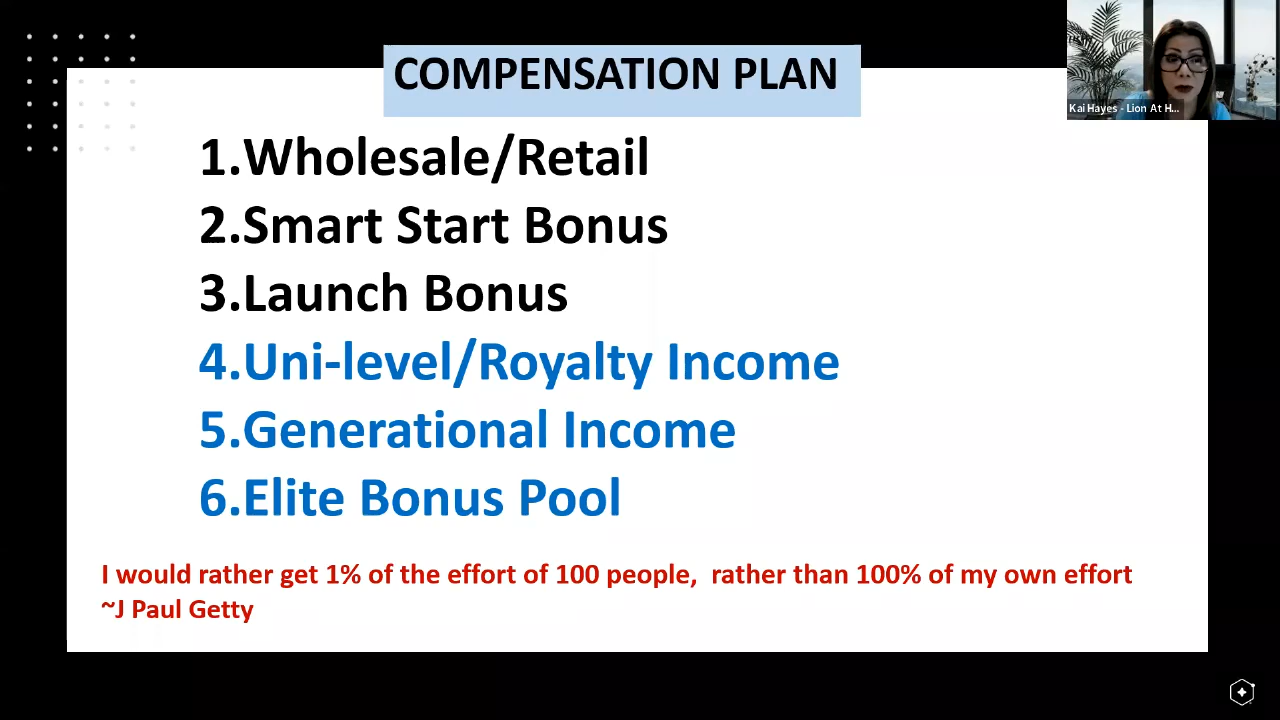 COMPENSATION PLAN
Kai Hayes - Lion At H...
1.Wholesale/Retail
2.Smart Start Bonus
3.Launch Bonus
4.Uni-level/Royalty Income
5.Generational Income
6.Elite Bonus Pool
I would rather get 1% of the effort of 100 people, rather than 100% of my own effort
~J Paul Getty